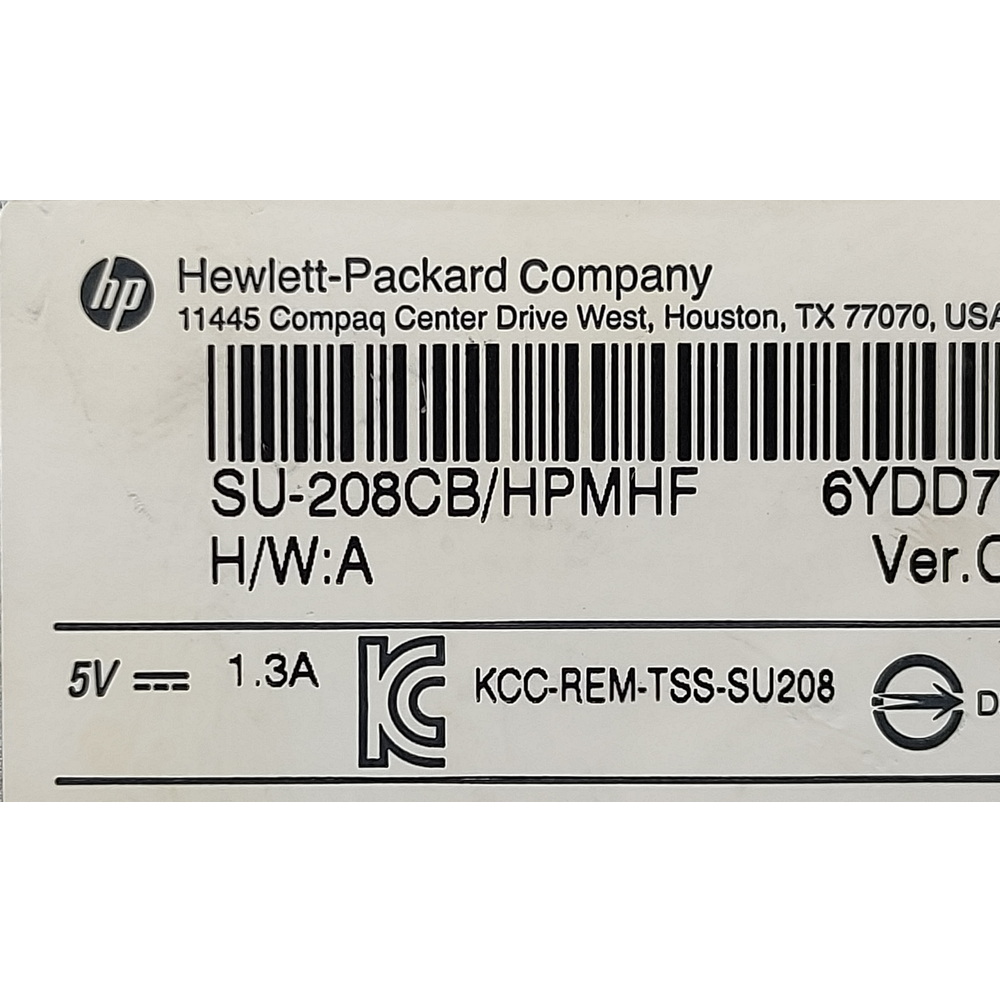 hp
Hewlett-Packard Company
11445 Compaq Center Drive West, Houston, TX 77070, USA
SU-208CB/HPMHF 6YDD7
H/W:A Ver.
5V 1.3A KCC-REM-TSS-SU208 D